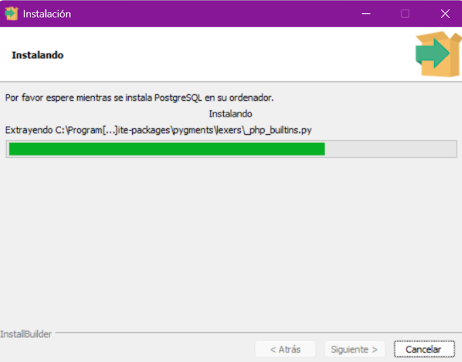 Instalación
Instalando
Por favor espere mientras se instala PostgreSQL en su ordenador.
Instalando
Extrayendo C:\Program[...]ite-packages\pygments\lexers\_php_builtins.py
InstallBuilder
< Atrás
Siguiente >
Cancelar